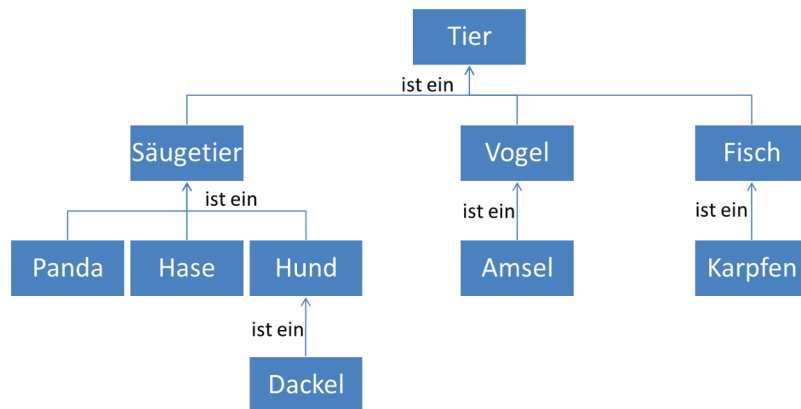 Tier
ist ein
Säugetier Vogel Fisch
ist ein ist ein ist ein
Panda Hase Hund Amsel Karpfen
ist ein
Dackel